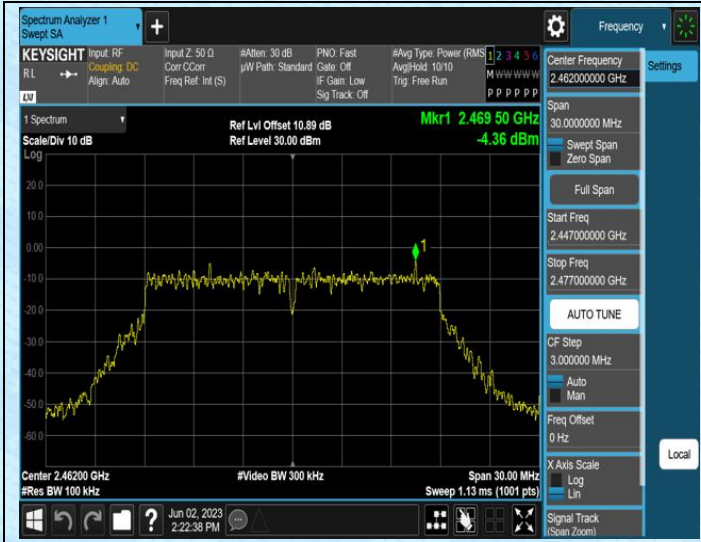 Spectrum Analyzer 1
Swept SA
Frequency
KEYSIGHT
RL
LXI
Input: RF
Coupling: DC
Align: Auto
Input Z: 50 Ω
Corr CCorr
Freq Ref: Int (S)
#Atten: 30 dB
µW Path: Standard
PNO: Fast
Gate: Off
IF Gain: Low
Sig Track: Off
#Avg Type: Power (RMS
Avg|Hold: 10/10
Trig: Free Run
1 2 3 4 5 6
M W W W W W
P P P P P P
1 Spectrum
Scale/Div 10 dB
Log
Ref Lvl Offset 10.89 dB
Ref Level 30.00 dBm
Mkr1 2.469 50 GHz
-4.36 dBm
20.0
10.0
0.00
-10.0
-20.0
-30.0
-40.0
-50.0
-60.0
1
Center 2.46200 GHz
#Res BW 100 kHz
#Video BW 300 kHz
Span 30.00 MHz
Sweep 1.13 ms (1001 pts)
?
Jun 02, 2023
2:22:38 PM
Center Frequency
2.462000000 GHz
Settings
Span
30.0000000 MHz
Swept Span
Zero Span
Full Span
Start Freq
2.447000000 GHz
Stop Freq
2.477000000 GHz
AUTO TUNE
CF Step
3.000000 MHz
Auto
Man
Freq Offset
0 Hz
X Axis Scale
Log
Lin
Local
Signal Track
(Span Zoom)